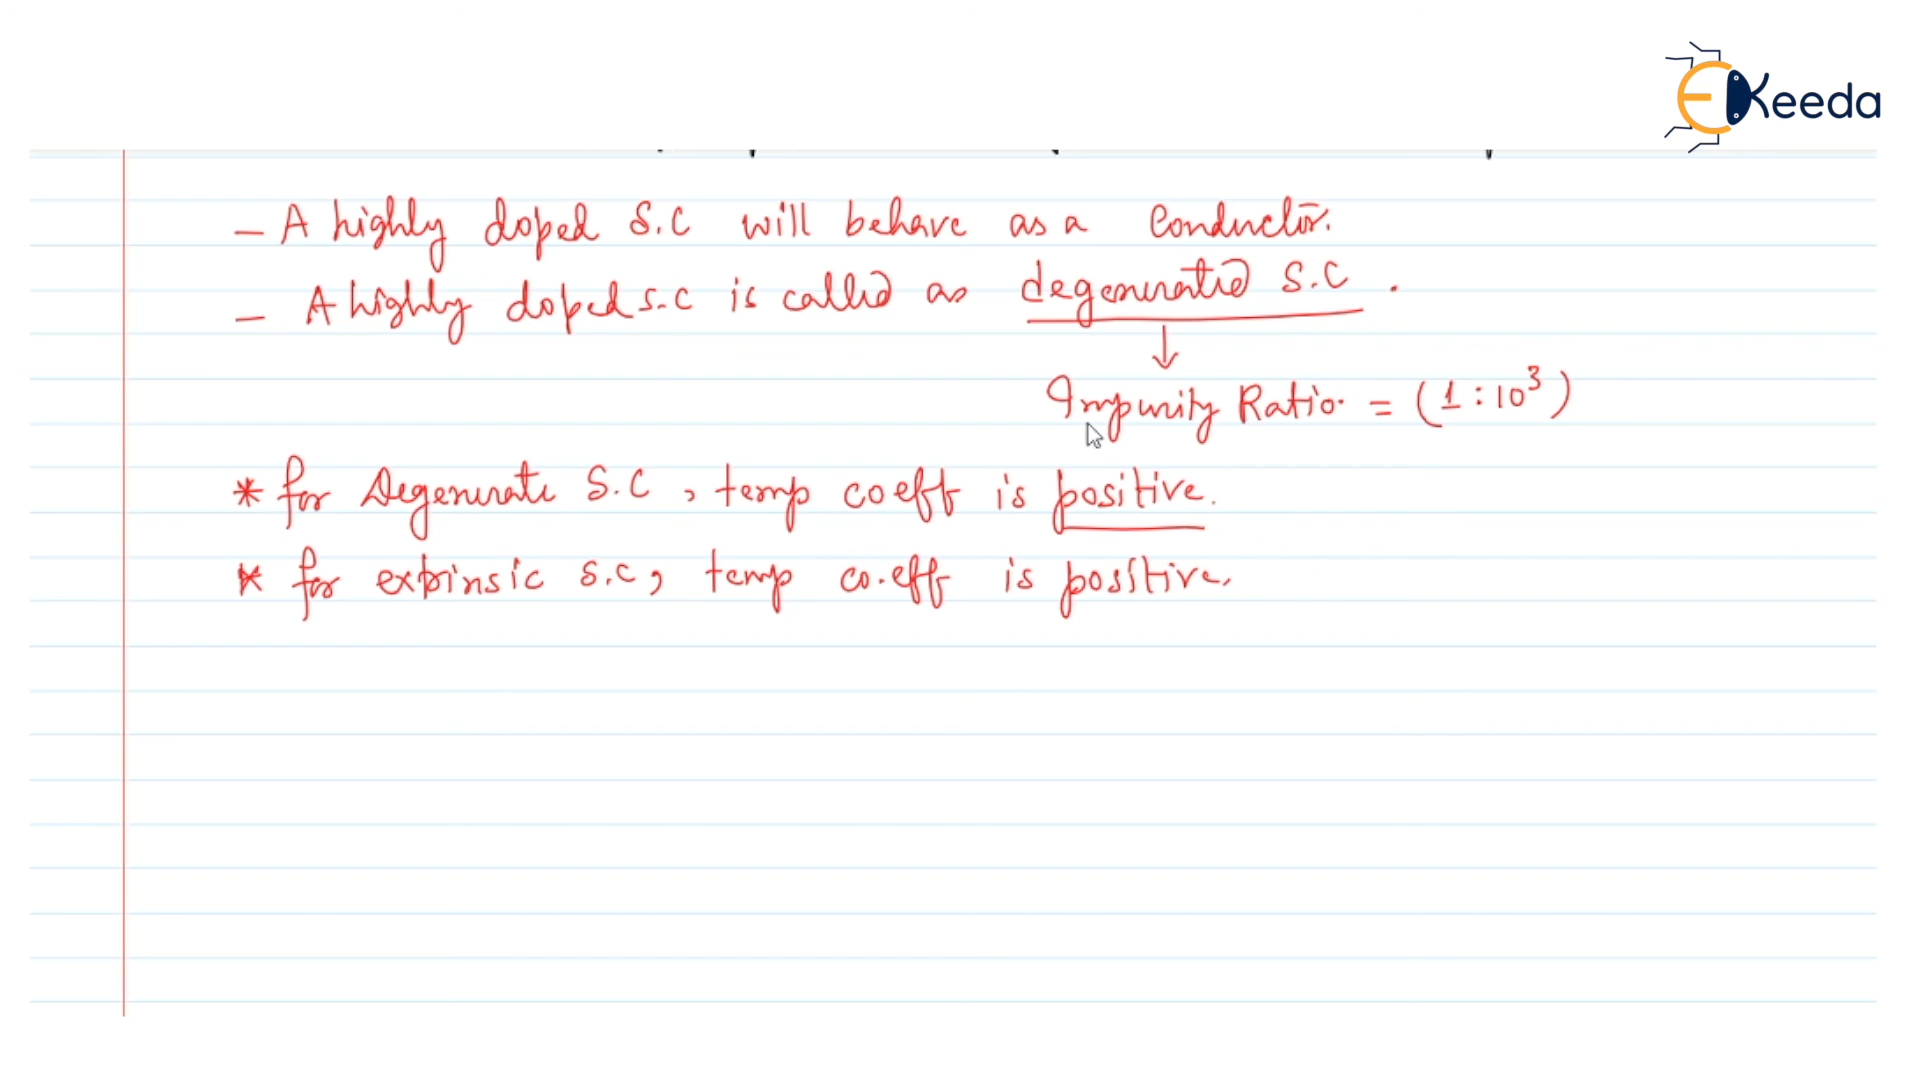 EKeeda
- A highly doped S.C will behave as a Conductor.
- A highly doped S.C is called as degenerated S.C .
↓
Impurity Ratio = (1 : 10³)
* for Degenerate S.C , temp coeff is positive.
* for extrinsic S.C, temp co.eff is positive.